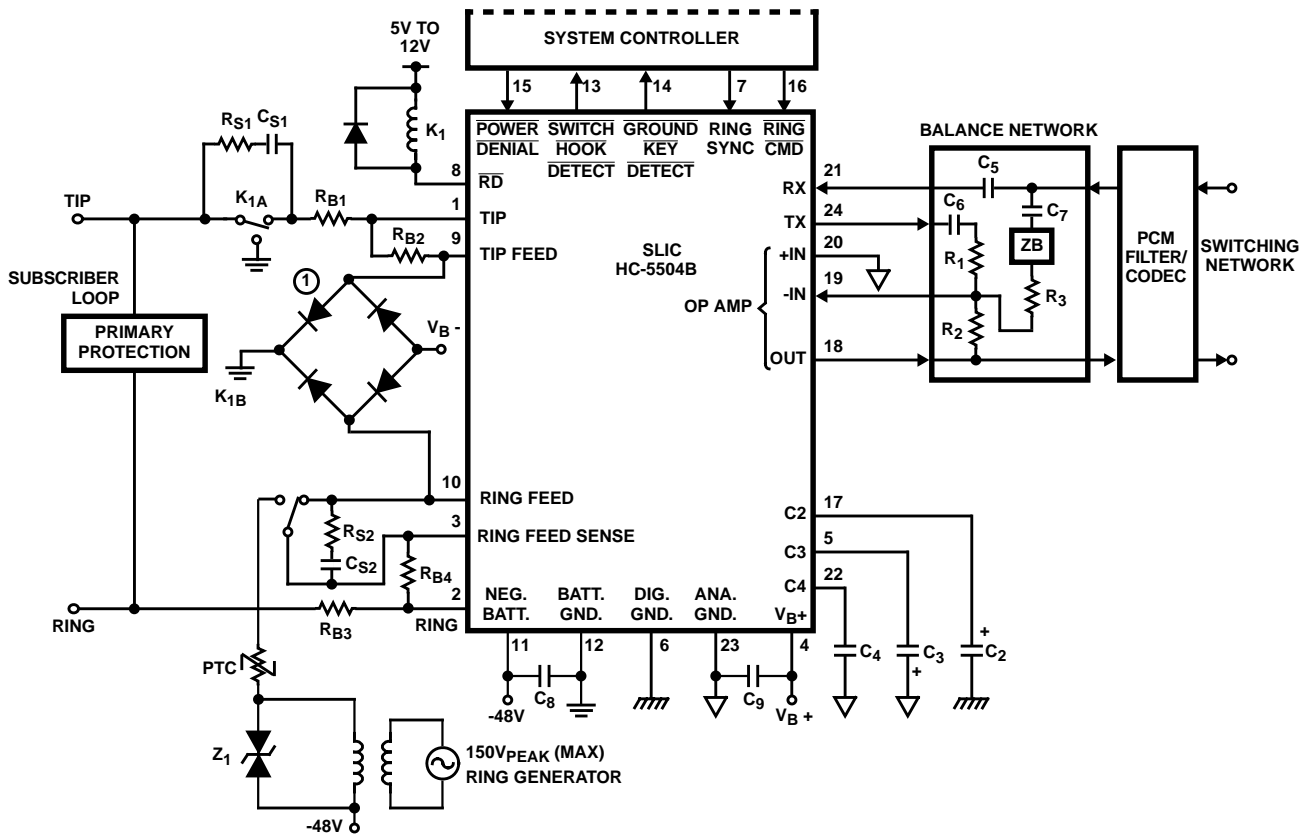 SYSTEM CONTROLLER
5V TO
12V
15
13
14
7
16
K1
RS1
CS1
POWER
DENIAL
SWITCH
HOOK
DETECT
GROUND
KEY
DETECT
RING
SYNC
RING
CMD
BALANCE NETWORK
8
RD
21
RX
C5
TIP
K1A
RB1
1
TIP
24
TX
C6
C7
RB2
9
TIP FEED
SLIC
HC-5504B
20
+IN
ZB
R1
PCM
FILTER/
CODEC
SWITCHING
NETWORK
SUBSCRIBER
LOOP
1
OP AMP
19
-IN
R3
PRIMARY
PROTECTION
VB -
R2
18
OUT
K1B
10
RING FEED
17
C2
RS2
3
RING FEED SENSE
5
C3
CS2
RB4
22
C4
2
RING
RB3
RING
NEG.
BATT.
BATT.
GND.
DIG.
GND.
ANA.
GND.
VB+
11
12
6
23
4
C4
C3
+
+
C2
PTC
C8
-48V
C9
VB +
Z1
150VPEAK (MAX)
RING GENERATOR
-48V